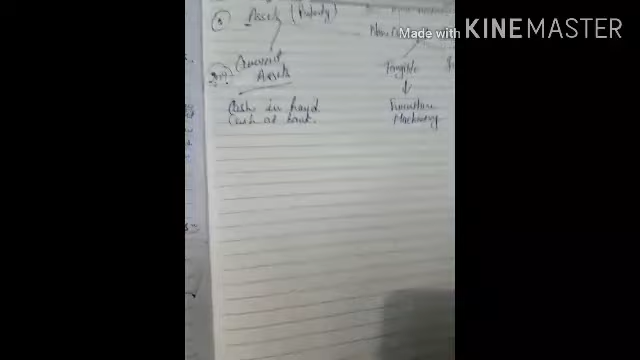 Assets (Property)
Made with KINEMASTER
Current
Assets
Tangible
Cash in hand
Cash at bank.
Furniture
Machinery